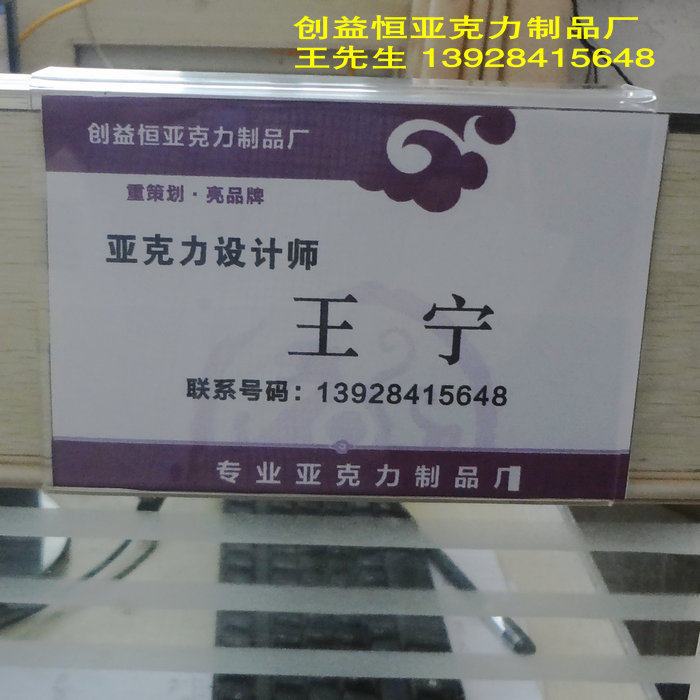 创益恒亚克力制品厂
王先生 13928415648
创益恒亚克力制品厂
重策划·亮品牌
亚克力设计师
王 宁
联系号码：13928415648
专业亚克力制品厂